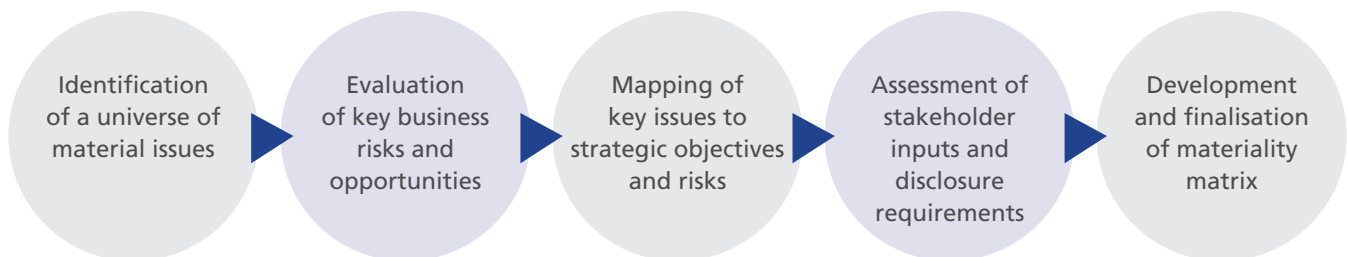 Identification
of a universe of
material issues
Evaluation
of key business
risks and
opportunities
Mapping of
key issues to
strategic objectives
and risks
Assessment of
stakeholder
inputs and
disclosure
requirements
Development
and finalisation
of materiality
matrix